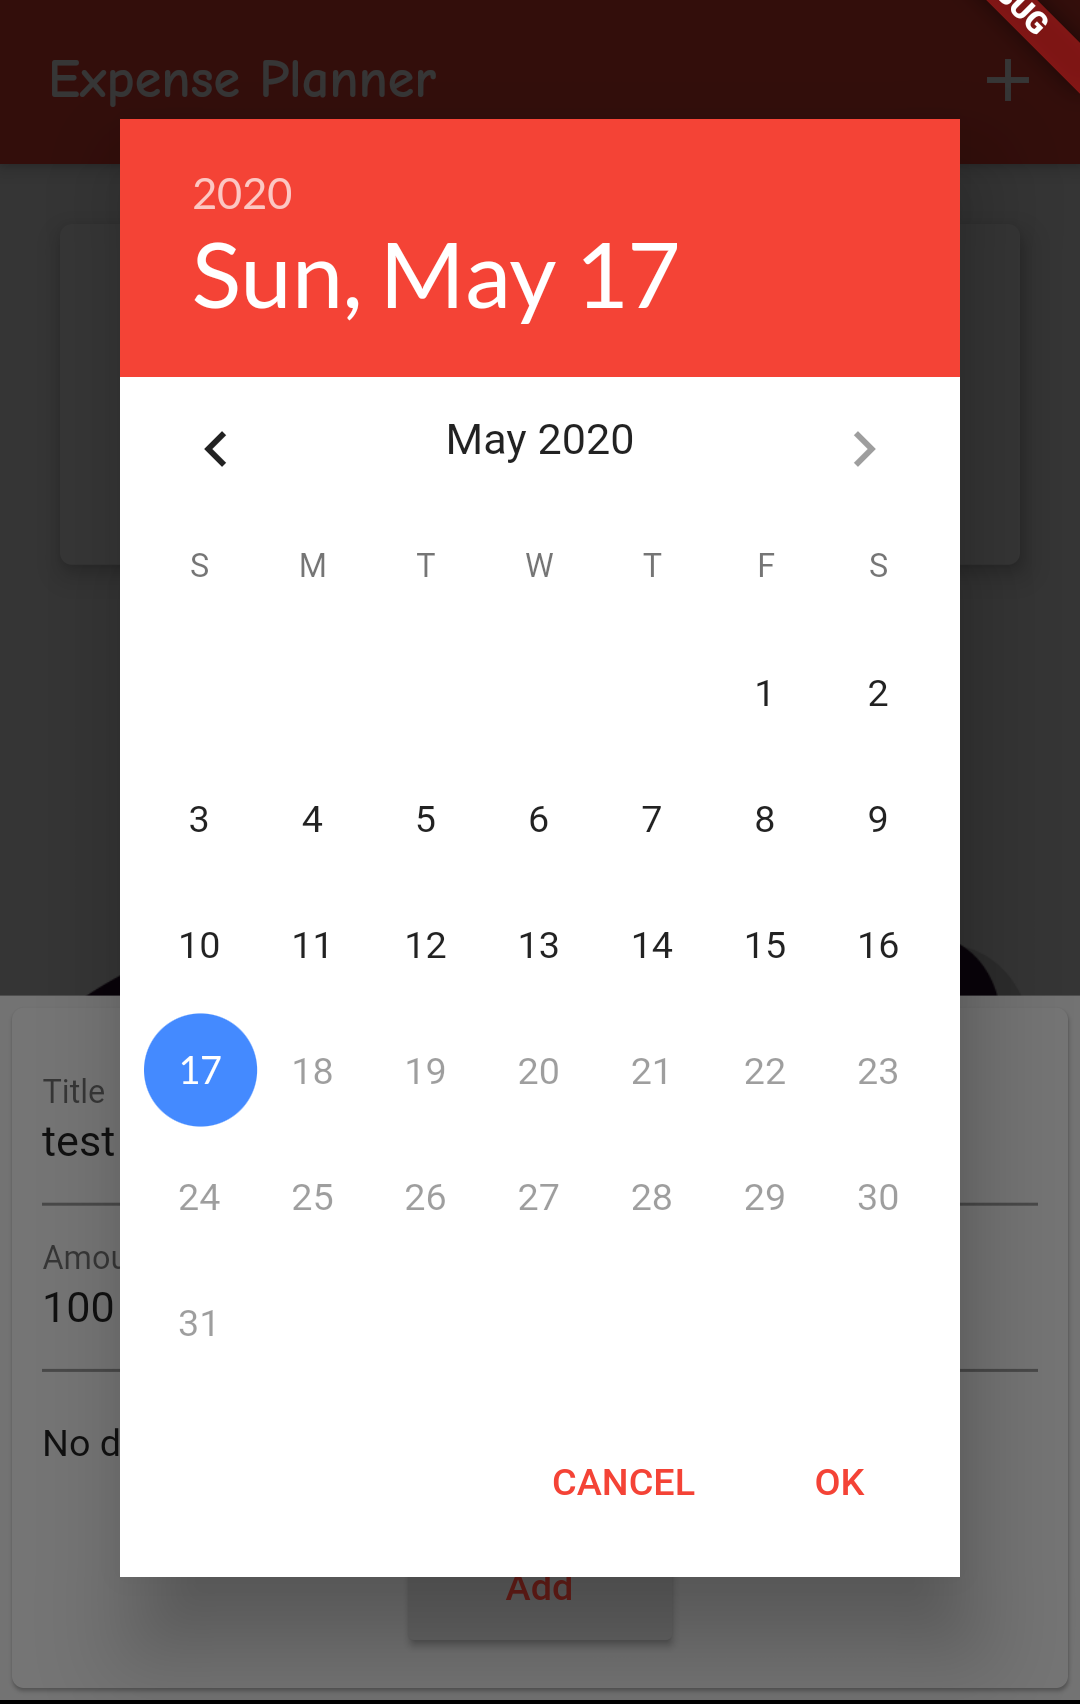 Expense Planner
2020
Sun, May 17
May 2020
S M T W T F S
1 2
3 4 5 6 7 8 9
10 11 12 13 14 15 16
17 18 19 20 21 22 23
24 25 26 27 28 29 30
31
Title
test
100
No
CANCEL OK
Add